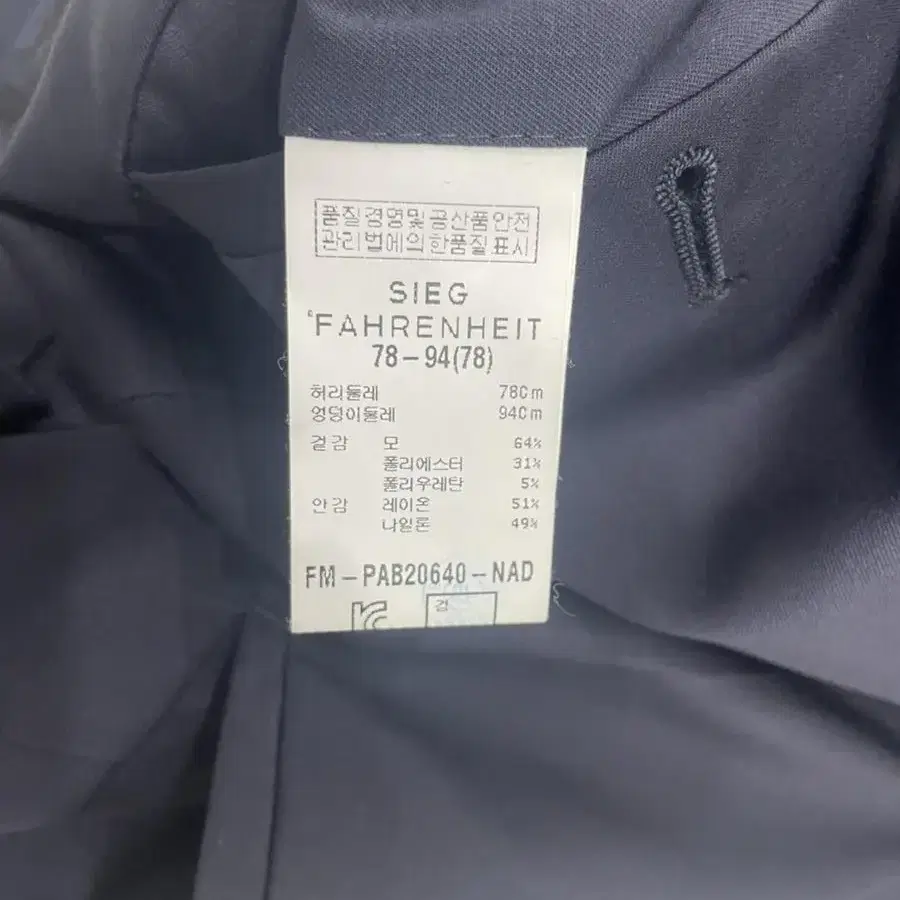 품질경영및공산품안전
관리법에의한품질표시
SIEG
°FAHRENHEIT
78-94(78)
허리둘레 78Cm
엉덩이둘레 94Cm
겉감 모 64%
폴리에스터 31%
폴리우레탄 5%
안감 레이온 51%
나일론 49%
FM-PAB20640-NAD
검